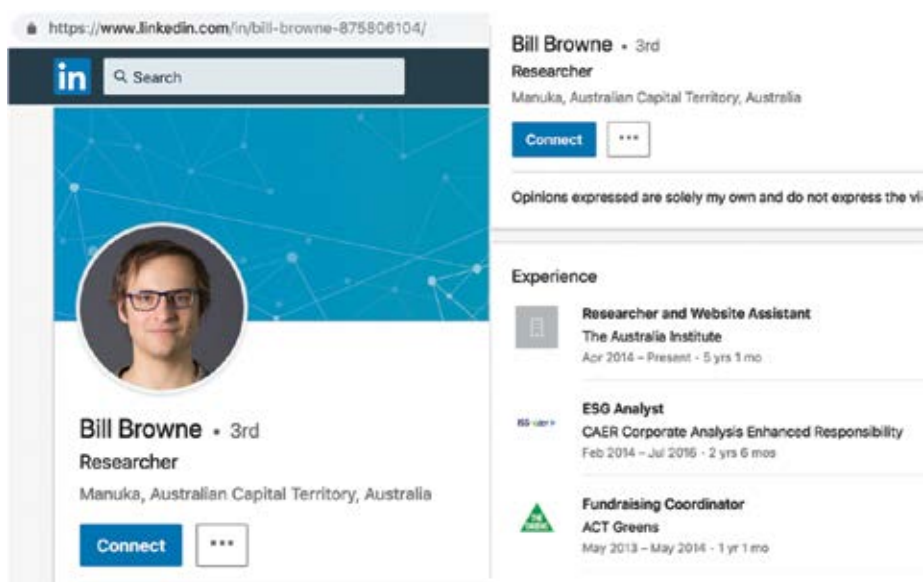 https://www.linkedin.com/in/bill-browne-875806104/
in
Search
Bill Browne • 3rd
Researcher
Manuka, Australian Capital Territory, Australia
Connect
•••
Bill Browne • 3rd
Researcher
Manuka, Australian Capital Territory, Australia
Connect
•••
Opinions expressed are solely my own and do not express the vi
Experience
Researcher and Website Assistant
The Australia Institute
Apr 2014 – Present · 5 yrs 1 mo
ESG Analyst
CAER Corporate Analysis Enhanced Responsibility
Feb 2014 – Jul 2016 · 2 yrs 6 mos
THE
GREENS
Fundraising Coordinator
ACT Greens
May 2013 – May 2014 · 1 yr 1 mo